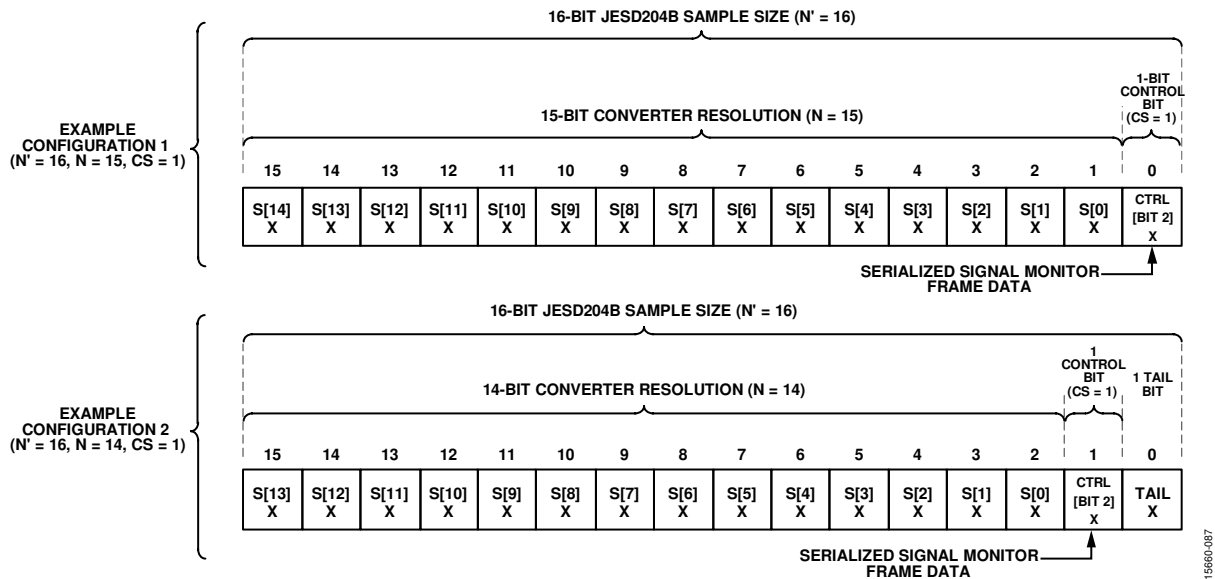 16-BIT JESD204B SAMPLE SIZE (N' = 16)
1-BIT
CONTROL
BIT
(CS = 1)
15-BIT CONVERTER RESOLUTION (N = 15)
EXAMPLE
CONFIGURATION 1
(N' = 16, N = 15, CS = 1)
15 14 13 12 11 10 9 8 7 6 5 4 3 2 1 0
S[14] S[13] S[12] S[11] S[10] S[9] S[8] S[7] S[6] S[5] S[4] S[3] S[2] S[1] S[0] CTRL
[BIT 2]
X X X X X X X X X X X X X X X X
SERIALIZED SIGNAL MONITOR
FRAME DATA
16-BIT JESD204B SAMPLE SIZE (N' = 16)
1
CONTROL
BIT
(CS = 1)
1 TAIL
BIT
14-BIT CONVERTER RESOLUTION (N = 14)
EXAMPLE
CONFIGURATION 2
(N' = 16, N = 14, CS = 1)
15 14 13 12 11 10 9 8 7 6 5 4 3 2 1 0
S[13] S[12] S[11] S[10] S[9] S[8] S[7] S[6] S[5] S[4] S[3] S[2] S[1] S[0] CTRL TAIL
[BIT 2]
X X X X X X X X X X X X X X X X
SERIALIZED SIGNAL MONITOR
FRAME DATA
15660-087